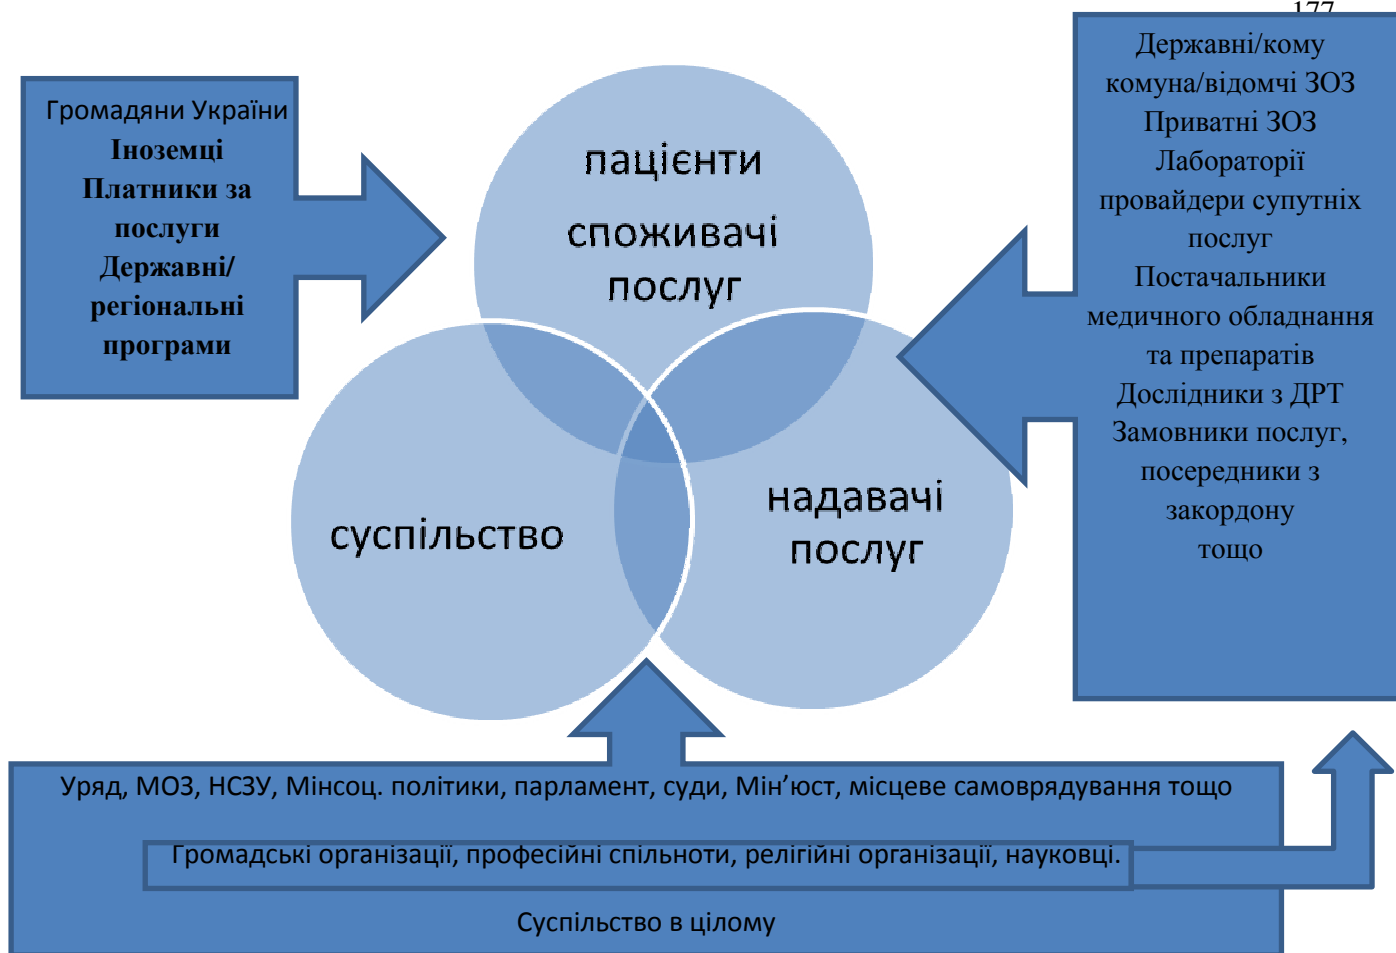 177
Громадяни України
Іноземці
Платники за
послуги
Державні/
регіональні
програми
пацієнти
споживачі
послуг
суспільство
надавачі
послуг
Державні/кому
комуна/відомчі ЗОЗ
Приватні ЗОЗ
Лабораторії
провайдери супутніх
послуг
Постачальники
медичного обладнання
та препаратів
Дослідники з ДРТ
Замовники послуг,
посередники з
закордону
тощо
Уряд, МОЗ, НСЗУ, Мінсоц. політики, парламент, суди, Мін’юст, місцеве самоврядування тощо
Громадські організації, професійні спільноти, релігійні організації, науковці.
Суспільство в цілому